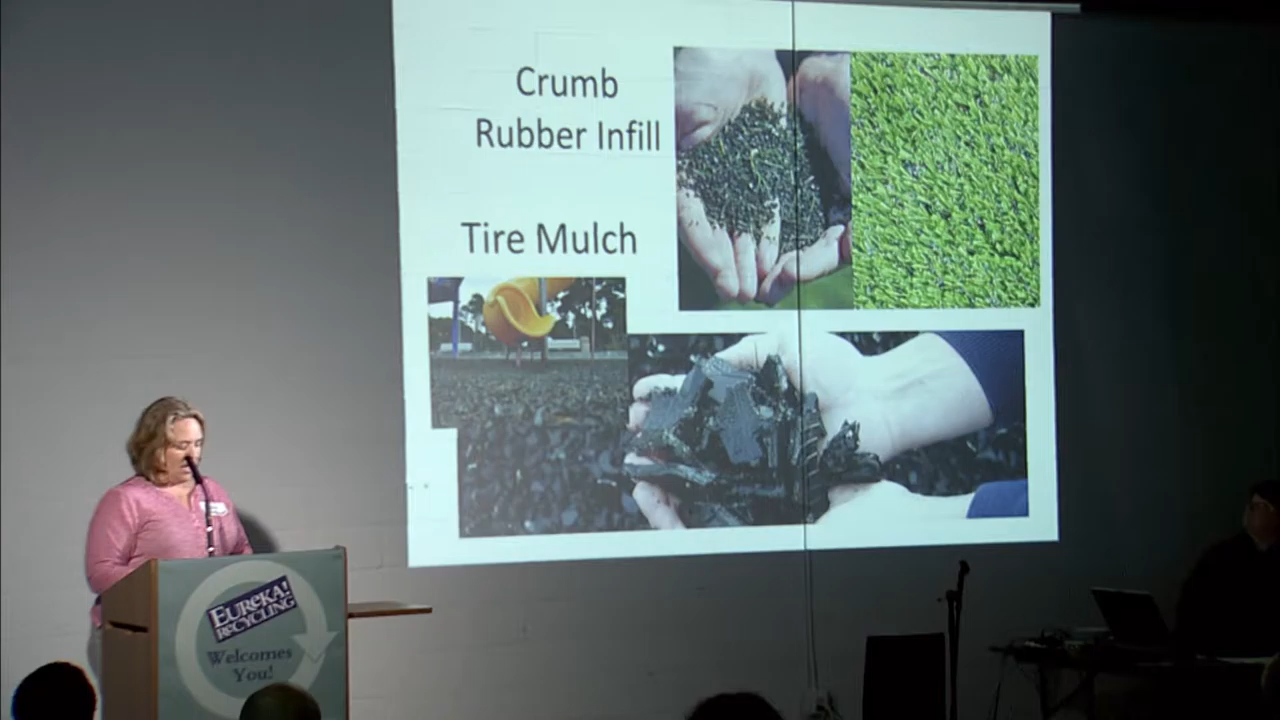 Crumb
Rubber Infill
Tire Mulch
EUREKA!
RECYCLING
Welcomes
You!